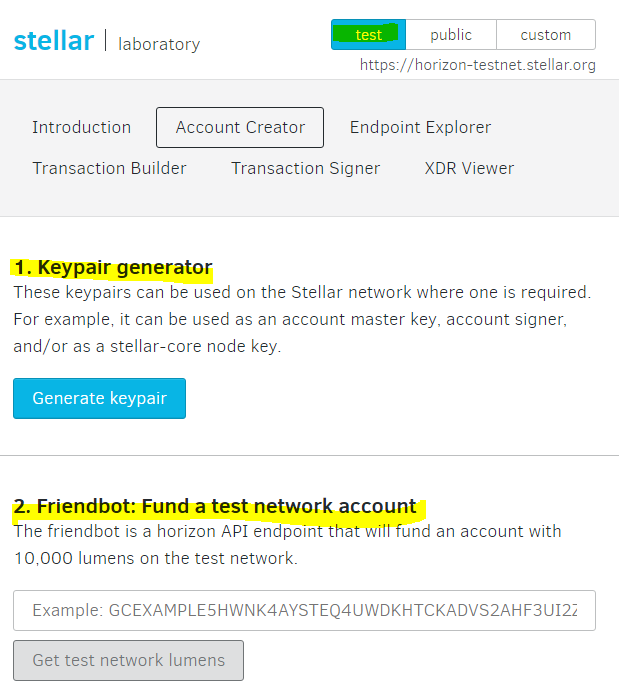 stellar | laboratory
test public custom
https://horizon-testnet.stellar.org
Introduction Account Creator Endpoint Explorer
Transaction Builder Transaction Signer XDR Viewer
1. Keypair generator
These keypairs can be used on the Stellar network where one is required.
For example, it can be used as an account master key, account signer,
and/or as a stellar-core node key.
Generate keypair
2. Friendbot: Fund a test network account
The friendbot is a horizon API endpoint that will fund an account with
10,000 lumens on the test network.
Example: GCEXAMPLE5HWNK4AYSTEQ4UWDKHTCKADVS2AHF3UI2Z
Get test network lumens